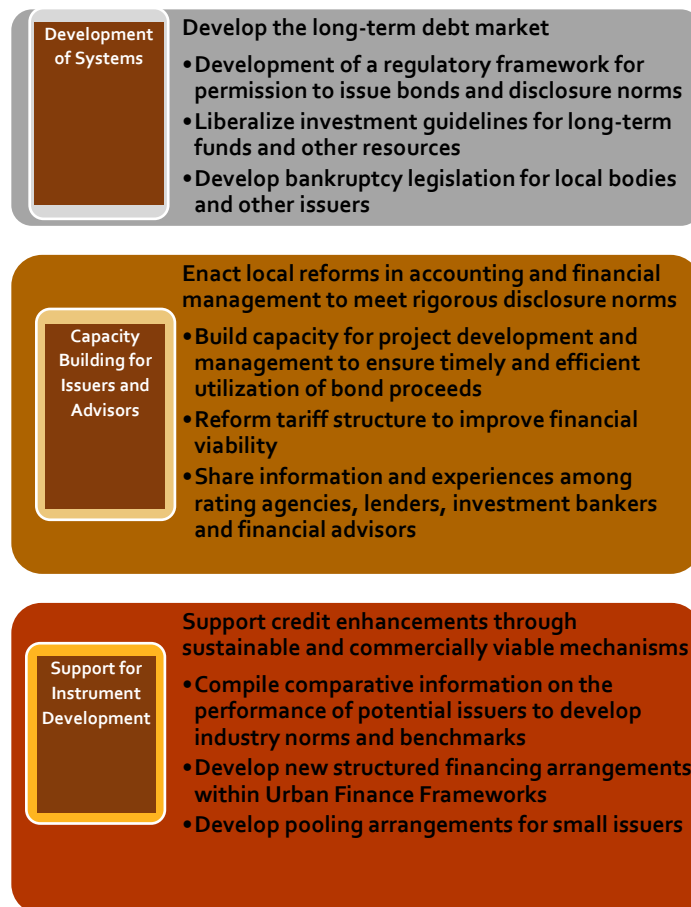 Development
of Systems
Develop the long-term debt market
•Development of a regulatory framework for
permission to issue bonds and disclosure norms
•Liberalize investment guidelines for long-term
funds and other resources
•Develop bankruptcy legislation for local bodies
and other issuers
Capacity
Building for
Issuers and
Advisors
Enact local reforms in accounting and financial
management to meet rigorous disclosure norms
•Build capacity for project development and
management to ensure timely and efficient
utilization of bond proceeds
•Reform tariff structure to improve financial
viability
•Share information and experiences among
rating agencies, lenders, investment bankers
and financial advisors
Support for
Instrument
Development
Support credit enhancements through
sustainable and commercially viable mechanisms
•Compile comparative information on the
performance of potential issuers to develop
industry norms and benchmarks
•Develop new structured financing arrangements
within Urban Finance Frameworks
•Develop pooling arrangements for small issuers